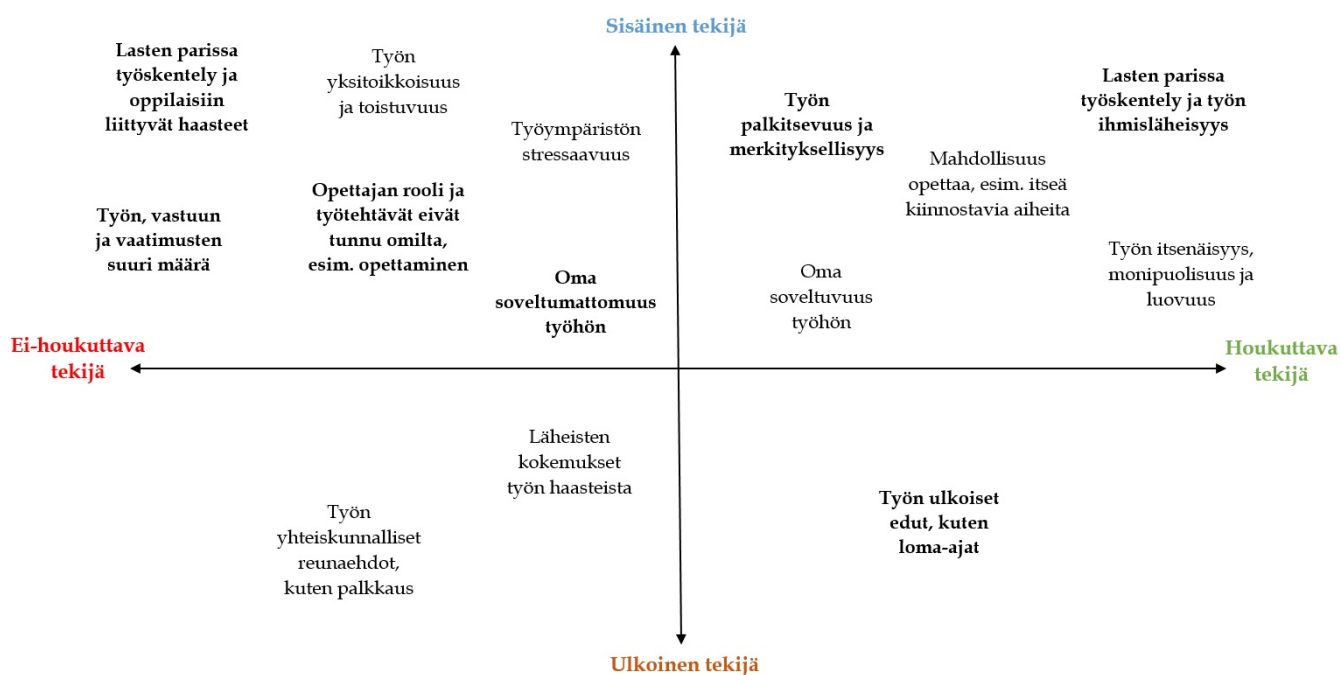 Sisäinen tekijä
Lasten parissa
työskentely ja
oppilaisiin
liittyvät haasteet
Työn
yksitoikkoisuus
ja toistuvuus
Työympäristön
stressaavuus
Työn
palkitsevuus ja
merkityksellisyys
Lasten parissa
työskentely ja työn
ihmisläheisyys
Mahdollisuus
opettaa, esim. itseä
kiinnostavia aiheita
Työn, vastuun
ja vaatimusten
suuri määrä
Opettajan rooli ja
työtehtävät eivät
tunnu omilta,
esim. opettaminen
Oma
soveltumattomuus
työhön
Oma
soveltuvuus
työhön
Työn itsenäisyys,
monipuolisuus ja
luovuus
Ei-houkuttava
tekijä
Houkuttava
tekijä
Läheisten
kokemukset
työn haasteista
Työn
yhteiskunnalliset
reunaehdot,
kuten palkkaus
Työn ulkoiset
edut, kuten
loma-ajat
Ulkoinen tekijä